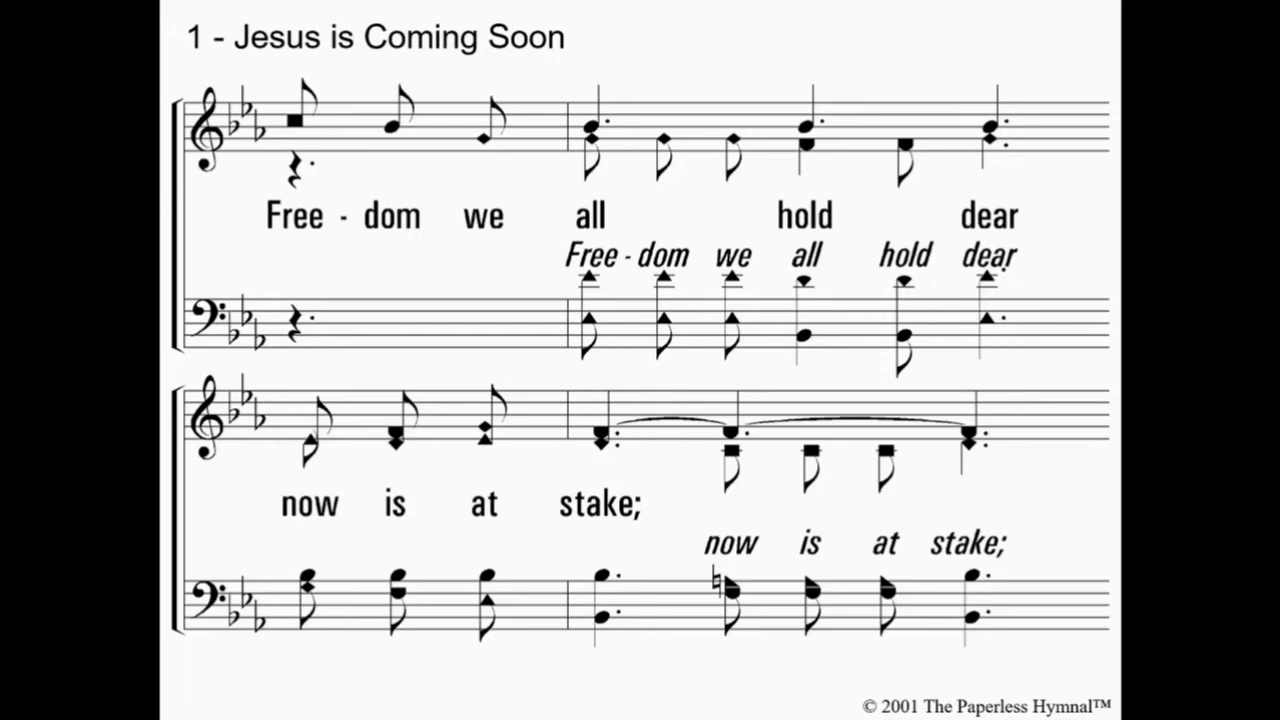 1 - Jesus is Coming Soon
Free - dom we all hold dear
Free - dom we all hold dear
now is at stake;
now is at stake;
© 2001 The Paperless Hymnal™